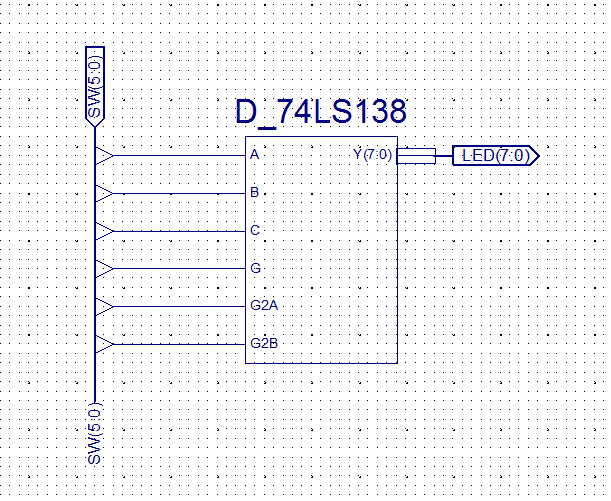 SW(5:0)
D_74LS138
A
Y(7:0)
LED(7:0)
B
C
G
G2A
G2B
SW(5:0)